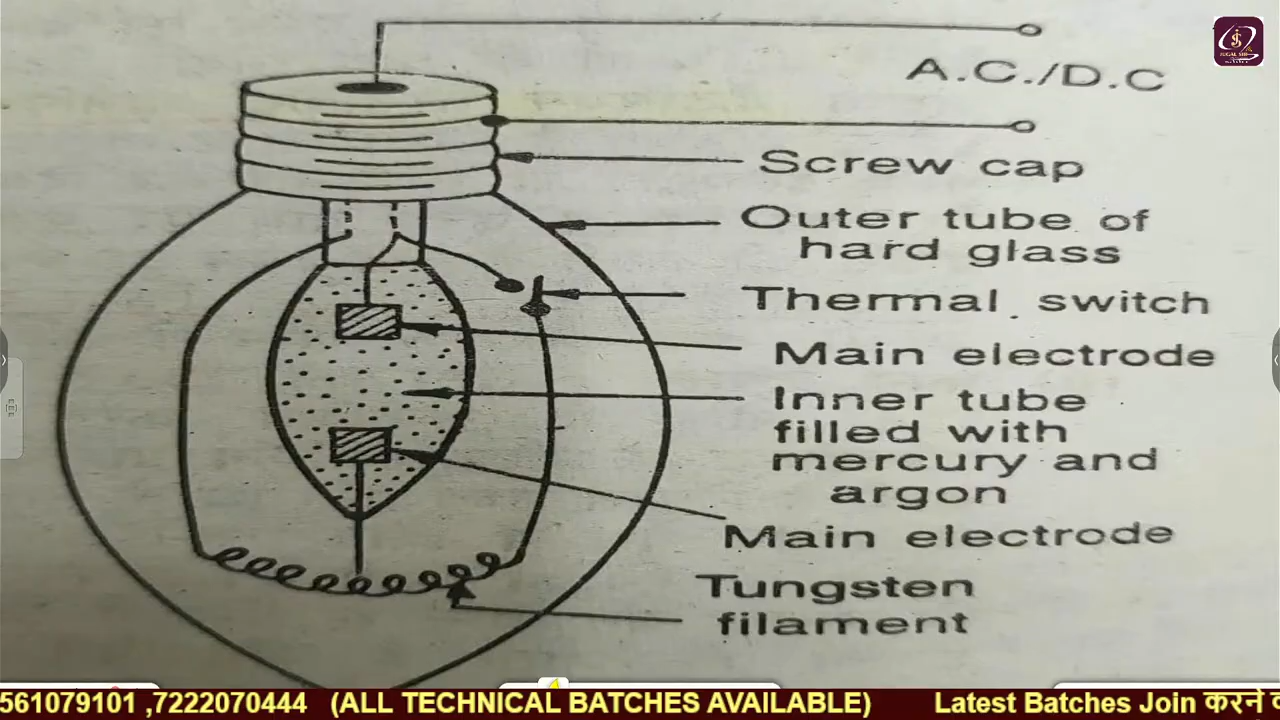 A.C./D.C
Screw cap
Outer tube of
hard glass
Thermal switch
Main electrode
Inner tube
filled with
mercury and
argon
Main electrode
Tungsten
filament
561079101 ,7222070444 (ALL TECHNICAL BATCHES AVAILABLE) Latest Batches Join करने